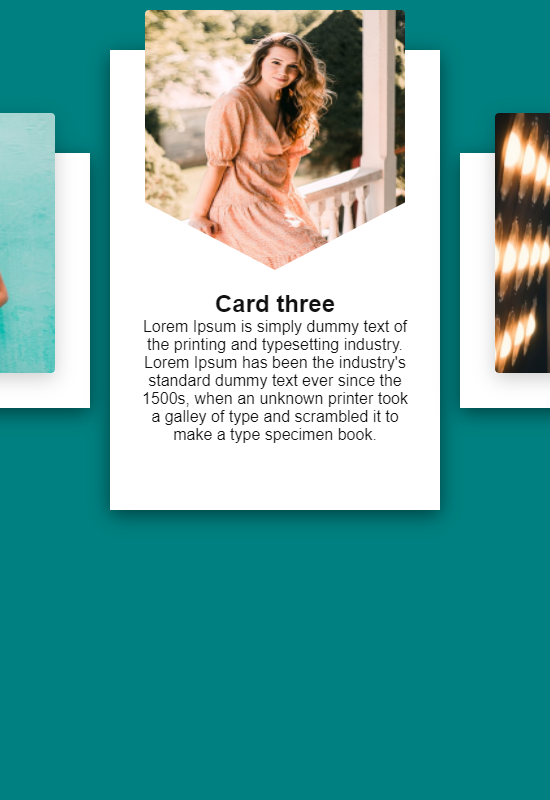 Card three
Lorem Ipsum is simply dummy text of
the printing and typesetting industry.
Lorem Ipsum has been the industry's
standard dummy text ever since the
1500s, when an unknown printer took
a galley of type and scrambled it to
make a type specimen book.